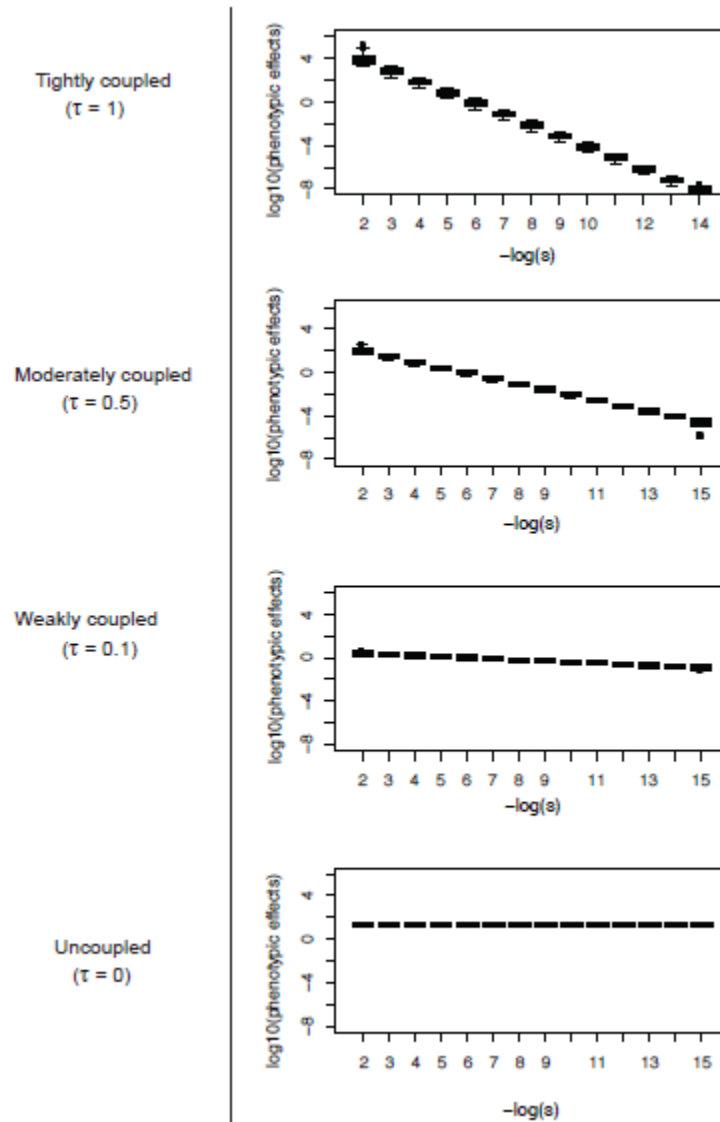 Tightly coupled
(τ = 1)
log10(phenotypic effects)
4
0
−4
−8
2 3 4 5 6 7 8 9 10 12 14
−log(s)
Moderately coupled
(τ = 0.5)
log10(phenotypic effects)
4
0
−4
−8
2 3 4 5 6 7 8 9 11 13 15
−log(s)
Weakly coupled
(τ = 0.1)
log10(phenotypic effects)
4
0
−4
−8
2 3 4 5 6 7 8 9 11 13 15
−log(s)
Uncoupled
(τ = 0)
log10(phenotypic effects)
4
0
−4
−8
2 3 4 5 6 7 8 9 11 13 15
−log(s)